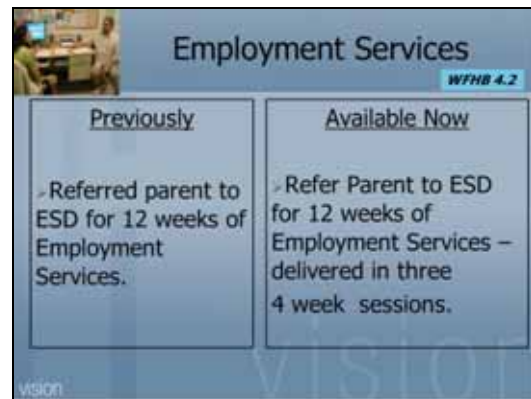 Employment Services
WFHB 4.2
Previously
Referred parent to
ESD for 12 weeks of
Employment
Services.
Available Now
Refer Parent to ESD
for 12 weeks of
Employment Services –
delivered in three
4 week sessions.
vision
vision